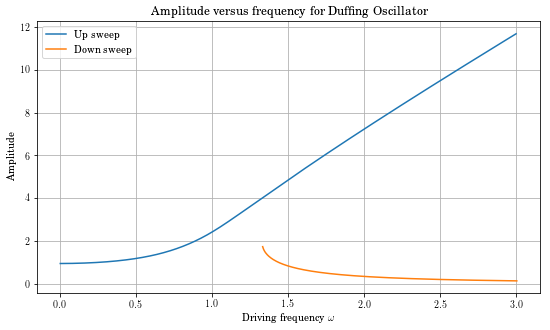 Amplitude versus frequency for Duffing Oscillator
Up sweep
Down sweep
Amplitude
12
10
8
6
4
2
0
0.0 0.5 1.0 1.5 2.0 2.5 3.0
Driving frequency ω